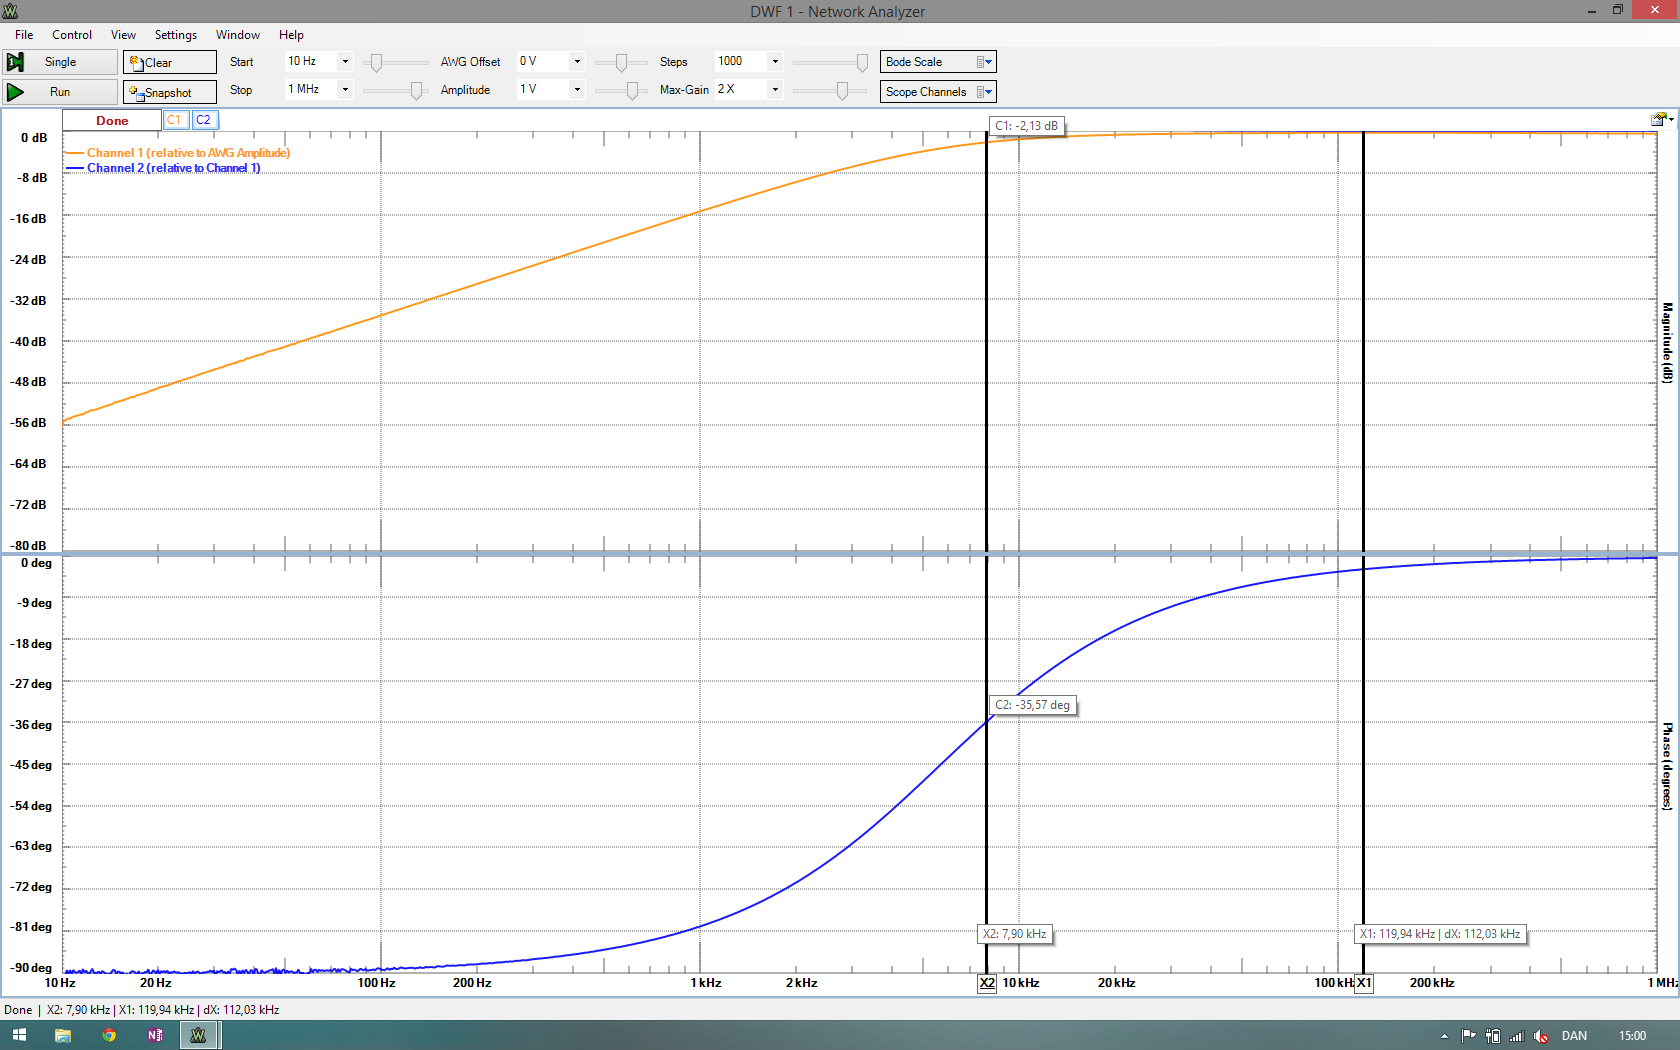 DWF 1 - Network Analyzer
File Control View Settings Window Help
Single Clear Start 10 Hz AWG Offset 0 V Steps 1000 Bode Scale
Run Snapshot Stop 1 MHz Amplitude 1 V Max-Gain 2 X Scope Channels
Done C1 C2
C1: -2,13 dB
Channel 1 (relative to AWG Amplitude)
Channel 2 (relative to Channel 1)
0 dB
-8 dB
-16 dB
-24 dB
-32 dB
-40 dB
-48 dB
-56 dB
-64 dB
-72 dB
-80 dB
Magnitude (dB)
0 deg
-9 deg
-18 deg
-27 deg
-36 deg
-45 deg
-54 deg
-63 deg
-72 deg
-81 deg
-90 deg
C2: -35,57 deg
Phase (degrees)
X2: 7,90 kHz X1: 119,94 kHz | dX: 112,03 kHz
10 Hz 20 Hz 100 Hz 200 Hz 1 kHz 2 kHz X2 10 kHz 20 kHz 100 kHz X1 200 kHz 1 MHz
Done | X2: 7,90 kHz | X1: 119,94 kHz | dX: 112,03 kHz
DAN 15:00